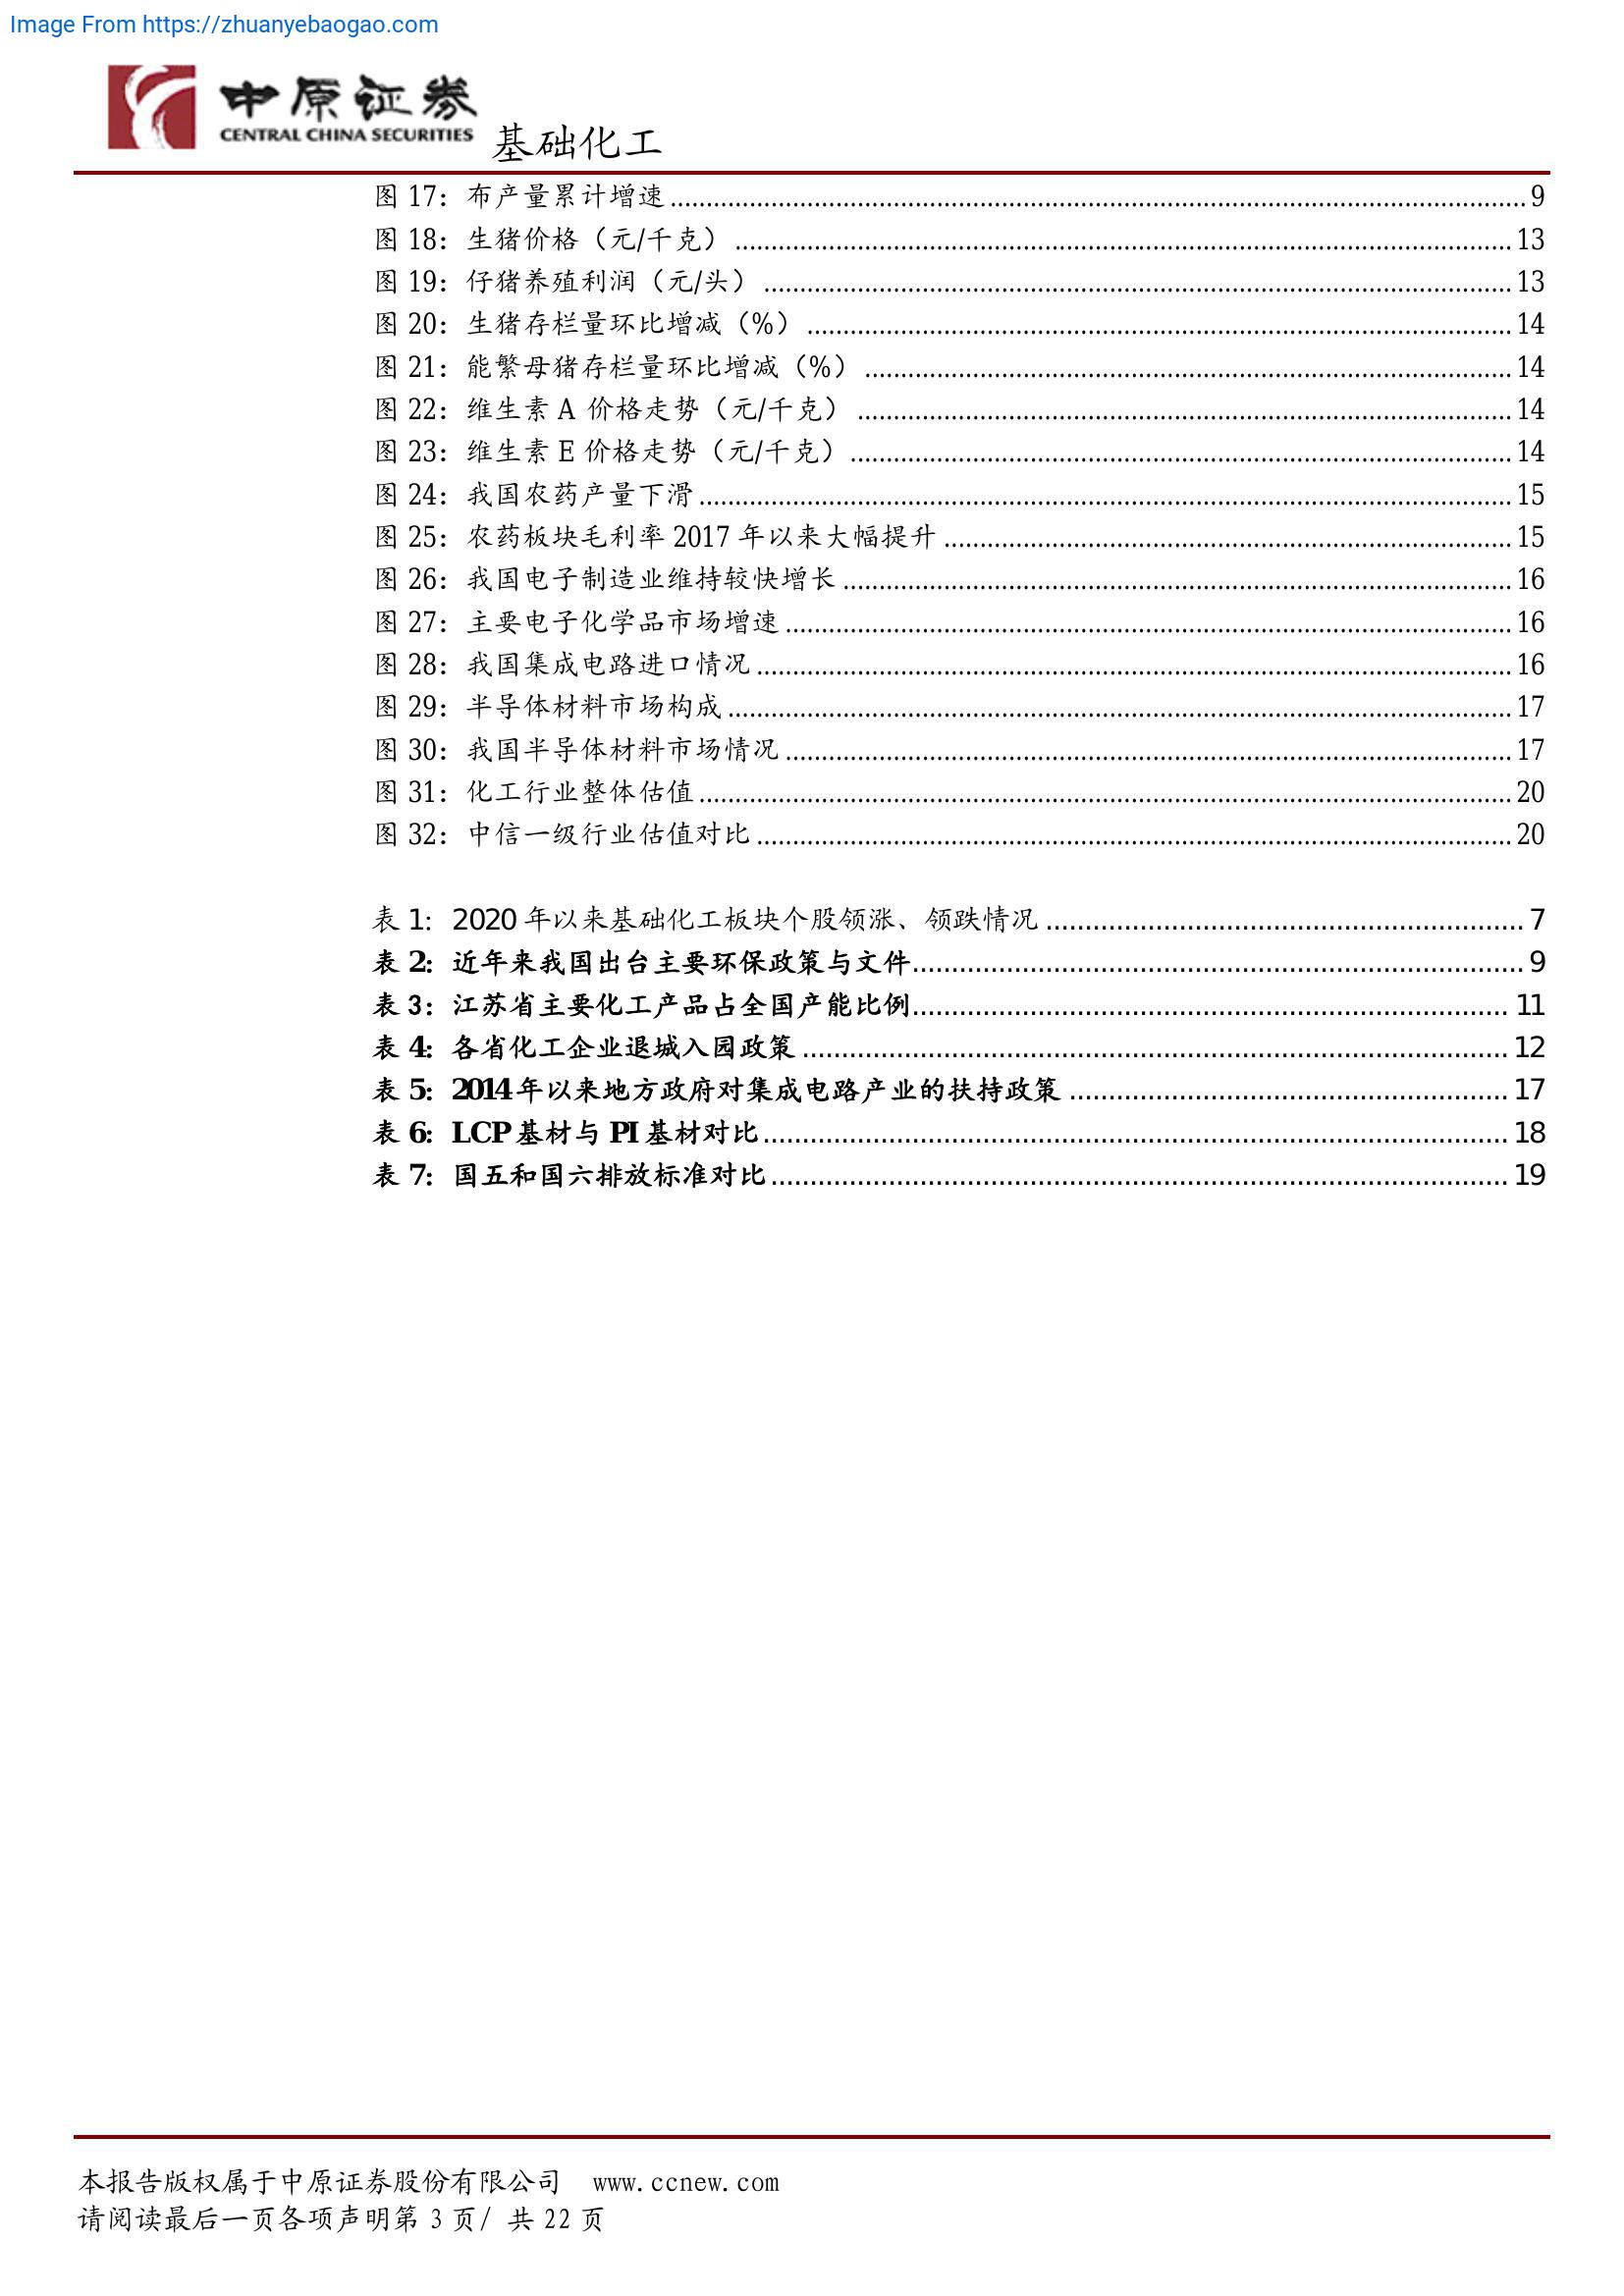 Image From https://zhuanyebaogao.com
中原证券
CENTRAL CHINA SECURITIES
基础化工
图 17：布产量累计增速 9
图 18：生猪价格（元/千克） 13
图 19：仔猪养殖利润（元/头） 13
图 20：生猪存栏量环比增减（%） 14
图 21：能繁母猪存栏量环比增减（%） 14
图 22：维生素 A 价格走势（元/千克） 14
图 23：维生素 E 价格走势（元/千克） 14
图 24：我国农药产量下滑 15
图 25：农药板块毛利率 2017 年以来大幅提升 15
图 26：我国电子制造业维持较快增长 16
图 27：主要电子化学品市场增速 16
图 28：我国集成电路进口情况 16
图 29：半导体材料市场构成 17
图 30：我国半导体材料市场情况 17
图 31：化工行业整体估值 20
图 32：中信一级行业估值对比 20
表 1：2020 年以来基础化工板块个股领涨、领跌情况 7
表 2：近年来我国出台主要环保政策与文件 9
表 3：江苏省主要化工产品占全国产能比例 11
表 4：各省化工企业退城入园政策 12
表 5：2014 年以来地方政府对集成电路产业的扶持政策 17
表 6：LCP 基材与 PI 基材对比 18
表 7：国五和国六排放标准对比 19
本报告版权属于中原证券股份有限公司 www.ccnew.com
请阅读最后一页各项声明第 3 页/ 共 22 页